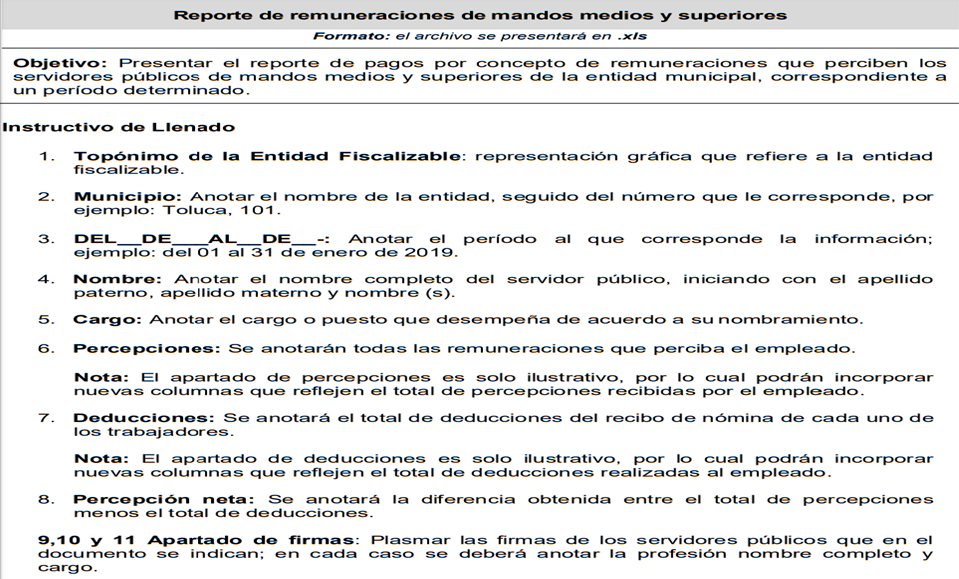 Reporte de remuneraciones de mandos medios y superiores
Formato: el archivo se presentará en .xls
Objetivo: Presentar el reporte de pagos por concepto de remuneraciones que perciben los
servidores públicos de mandos medios y superiores de la entidad municipal, correspondiente a
un período determinado.
Instructivo de Llenado
1. Topónimo de la Entidad Fiscalizable: representación gráfica que refiere a la entidad
fiscalizable.
2. Municipio: Anotar el nombre de la entidad, seguido del número que le corresponde, por
ejemplo: Toluca, 101.
3. DEL__DE___AL__DE__-: Anotar el período al que corresponde la información;
ejemplo: del 01 al 31 de enero de 2019.
4. Nombre: Anotar el nombre completo del servidor público, iniciando con el apellido
paterno, apellido materno y nombre (s).
5. Cargo: Anotar el cargo o puesto que desempeña de acuerdo a su nombramiento.
6. Percepciones: Se anotarán todas las remuneraciones que perciba el empleado.
Nota: El apartado de percepciones es solo ilustrativo, por lo cual podrán incorporar
nuevas columnas que reflejen el total de percepciones recibidas por el empleado.
7. Deducciones: Se anotará el total de deducciones del recibo de nómina de cada uno de
los trabajadores.
Nota: El apartado de deducciones es solo ilustrativo, por lo cual podrán incorporar
nuevas columnas que reflejen el total de deducciones realizadas al empleado.
8. Percepción neta: Se anotará la diferencia obtenida entre el total de percepciones
menos el total de deducciones.
9,10 y 11 Apartado de firmas: Plasmar las firmas de los servidores públicos que en el
documento se indican; en cada caso se deberá anotar la profesión nombre completo y
cargo.